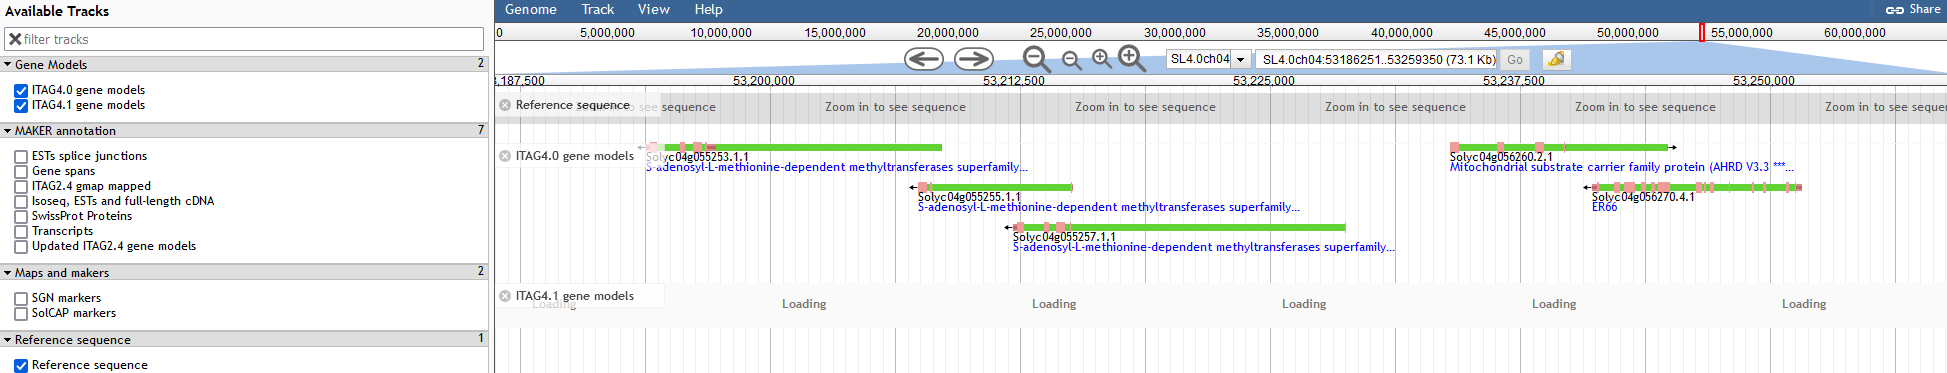 Available Tracks
filter tracks
Gene Models 2
ITAG4.0 gene models
ITAG4.1 gene models
MAKER annotation 7
ESTs splice junctions
Gene spans
ITAG2.4 gmap mapped
Isoseq, ESTs and full-length cDNA
SwissProt Proteins
Transcripts
Updated ITAG2.4 gene models
Maps and makers 2
SGN markers
SolCAP markers
Reference sequence 1
Reference sequence
Genome Track View Help Share
0 5,000,000 10,000,000 15,000,000 20,000,000 25,000,000 30,000,000 35,000,000 40,000,000 45,000,000 50,000,000 55,000,000 60,000,000
SL4.0ch04 SL4.0ch04:53186251..53259350 (73.1 Kb) Go
,187,500 53,200,000 53,212,500 53,225,000 53,237,500 53,250,000
Reference sequence to see sequence Zoom in to see sequence Zoom in to see sequence Zoom in to see sequence Zoom in to see sequence Zoom in to see sequen
ITAG4.0 gene models
Solyc04g055253.1.1
S-adenosyl-L-methionine-dependent methyltransferases superfamily...
Solyc04g056260.2.1
Mitochondrial substrate carrier family protein (AHRD V3.3 ***...
Solyc04g055255.1.1
S-adenosyl-L-methionine-dependent methyltransferases superfamily...
Solyc04g056270.4.1
ER66
Solyc04g055257.1.1
S-adenosyl-L-methionine-dependent methyltransferases superfamily...
ITAG4.1 gene models
Loading Loading Loading Loading Loading Loading